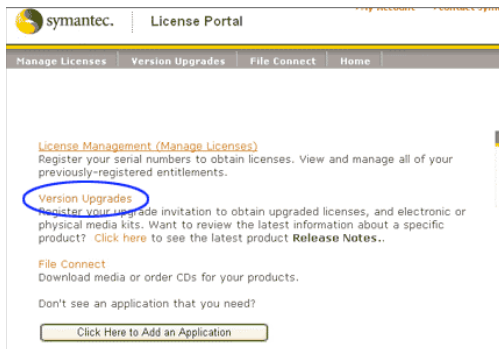 symantec. License Portal
Manage Licenses Version Upgrades File Connect Home
License Management (Manage Licenses)
Register your serial numbers to obtain licenses. View and manage all of your
previously-registered entitlements.
Version Upgrades
Register your upgrade invitation to obtain upgraded licenses, and electronic or
physical media kits. Want to review the latest information about a specific
product? Click here to see the latest product Release Notes..
File Connect
Download media or order CDs for your products.
Don't see an application that you need?
Click Here to Add an Application